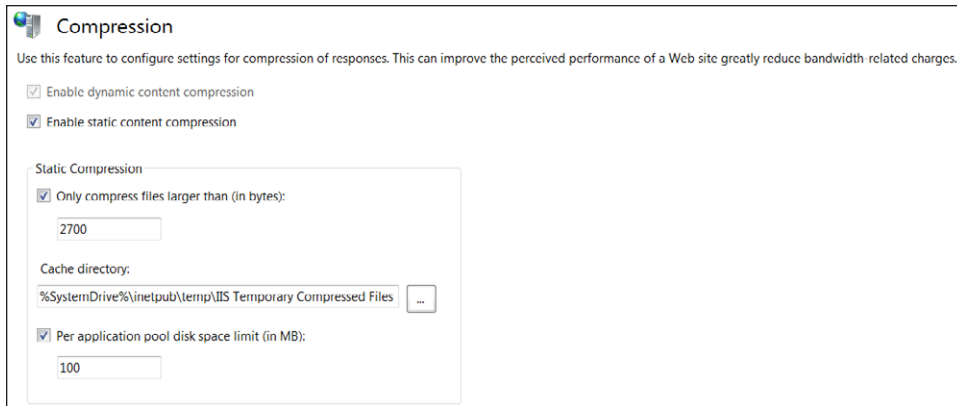 Compression
Use this feature to configure settings for compression of responses. This can improve the perceived performance of a Web site greatly reduce bandwidth-related charges.
Enable dynamic content compression
Enable static content compression
Static Compression
Only compress files larger than (in bytes):
2700
Cache directory:
%SystemDrive%\inetpub\temp\IIS Temporary Compressed Files
...
Per application pool disk space limit (in MB):
100